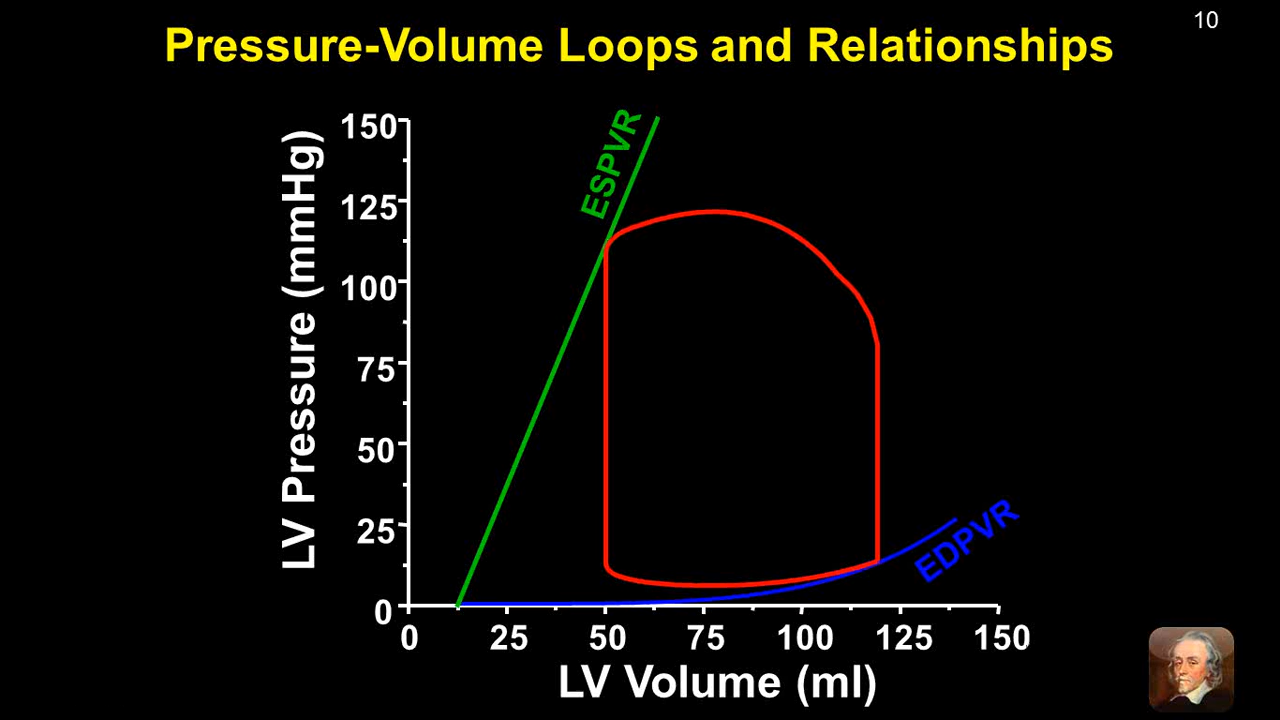 10
Pressure-Volume Loops and Relationships
LV Pressure (mmHg)
150
125
100
75
50
25
0
ESPVR
EDPVR
0 25 50 75 100 125 150
LV Volume (ml)